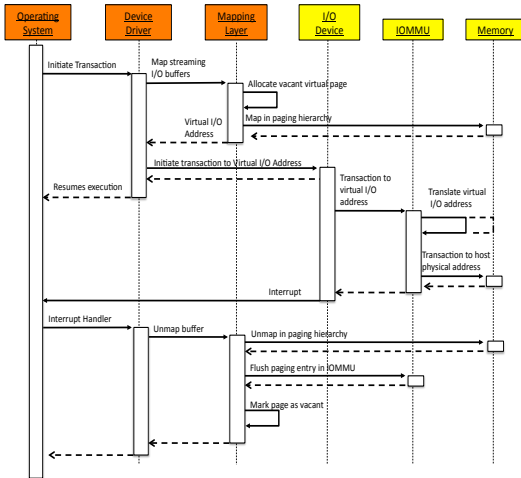 Operating
System
Device
Driver
Mapping
Layer
I/O
Device
IOMMU
Memory
Initiate Transaction
Map streaming
I/O buffers
Allocate vacant virtual page
Map in paging hierarchy
Virtual I/O
Address
Initiate transaction to Virtual I/O Address
Resumes execution
Transaction to
virtual I/O
address
Translate virtual
I/O address
Transaction to host
physical address
Interrupt
Interrupt Handler
Unmap buffer
Unmap in paging hierarchy
Flush paging entry in IOMMU
Mark page as vacant